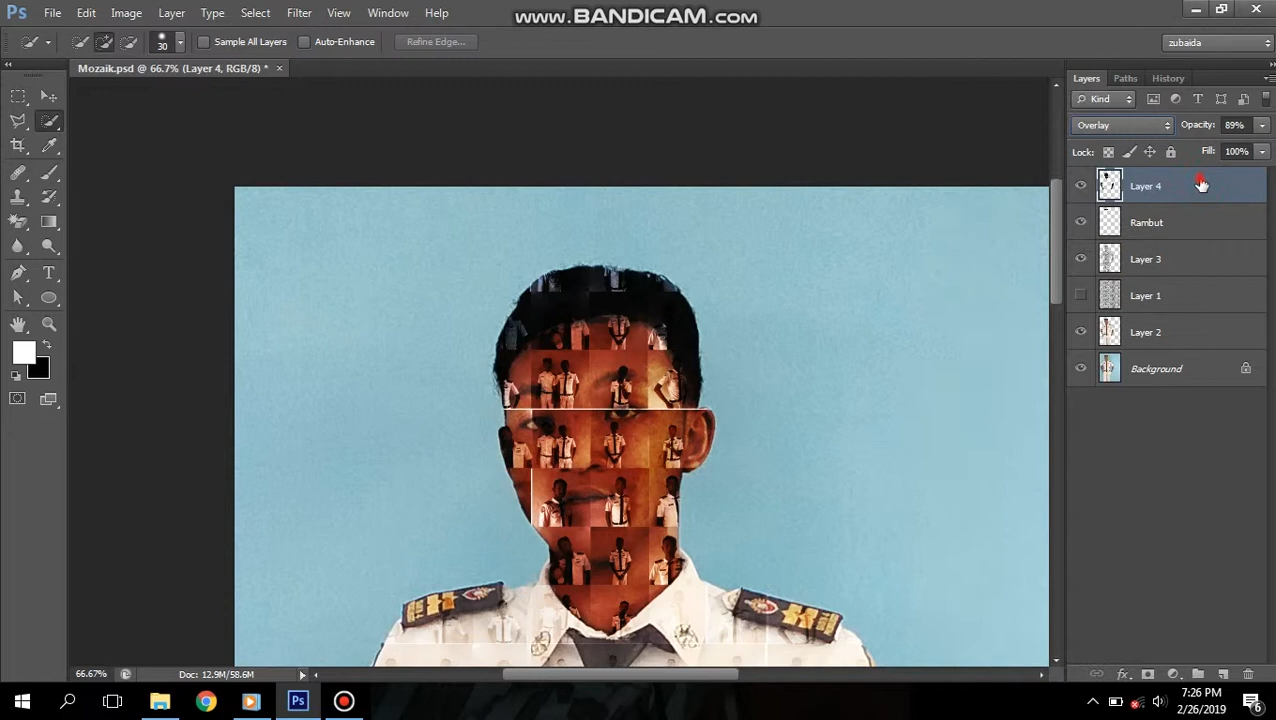 Ps File Edit Image Layer Type Select Filter View Window Help
www.BANDICAM.com
30 Sample All Layers Auto-Enhance Refine Edge... zubaida
Mozaik.psd @ 66.7% (Layer 4, RGB/8) * ×
Layers Paths History
Kind
Overlay Opacity: 89%
Lock: Fill: 100%
Layer 4
Rambut
Layer 3
Layer 1
Layer 2
Background
66.67% Doc: 12.9M/58.6M
Ps
7:26 PM
2/26/2019
6